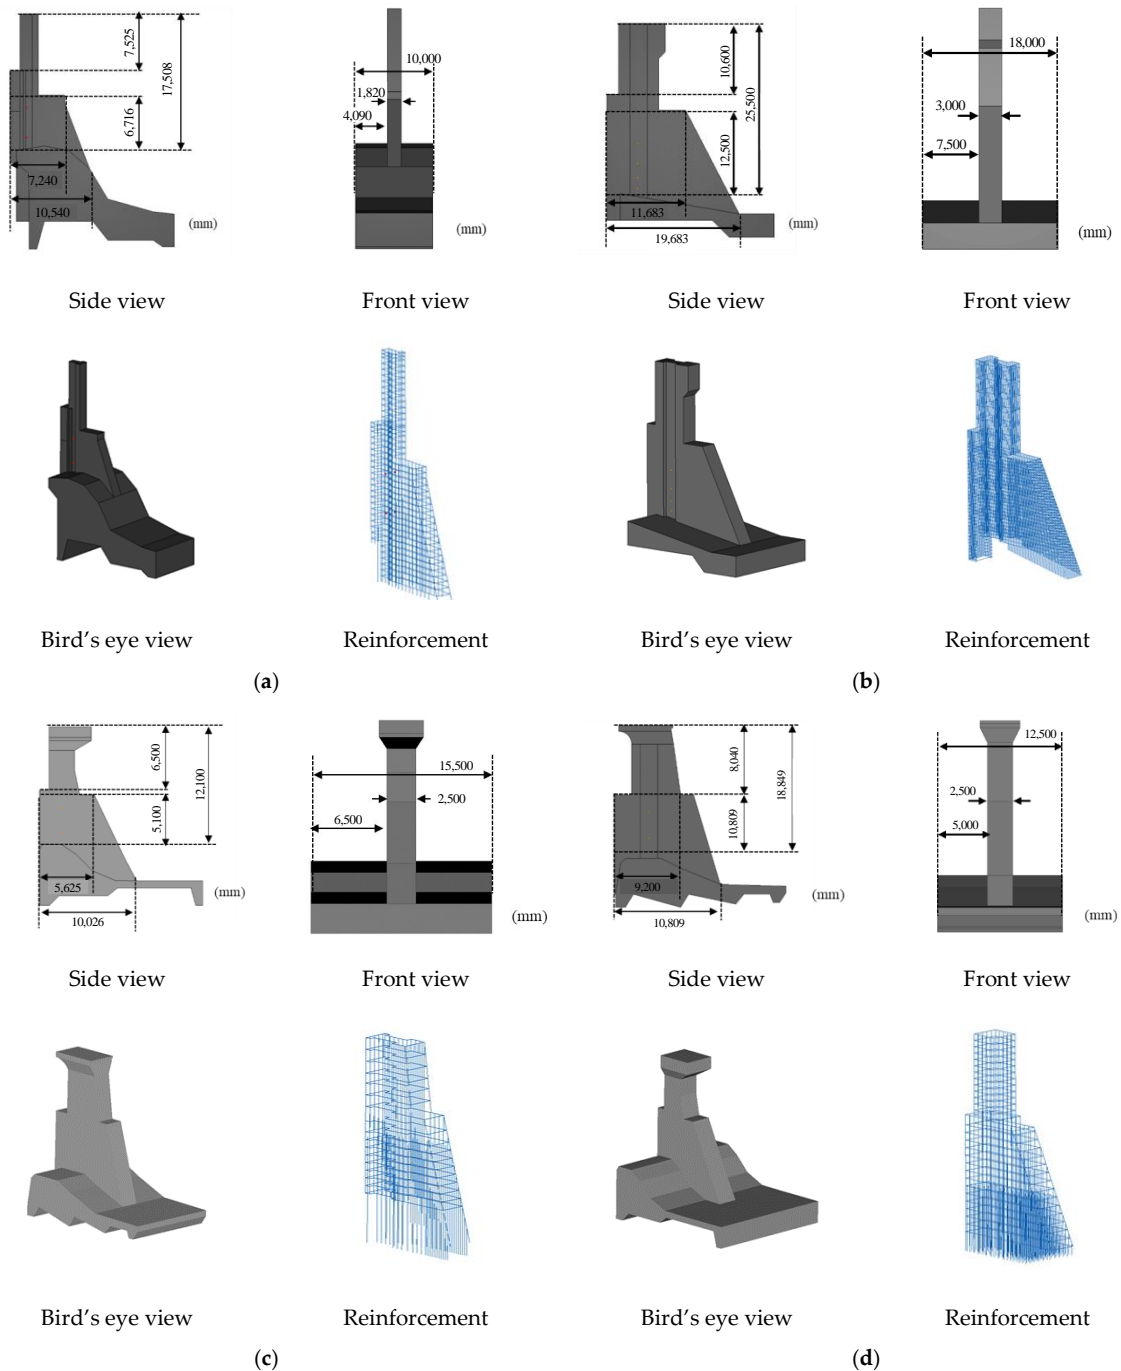 7,525
17,508
6,716
7,240
10,540
(mm)
Side view
10,000
1,820
4,090
(mm)
Front view
10,600
25,500
12,500
11,683
19,683
(mm)
Side view
18,000
3,000
7,500
(mm)
Front view
Bird's eye view
Reinforcement
Bird's eye view
Reinforcement
(a)
(b)
6,500
12,100
5,100
5,625
10,026
(mm)
Side view
15,500
2,500
6,500
(mm)
Front view
8,040
18,849
10,809
9,200
10,809
(mm)
Side view
12,500
2,500
5,000
(mm)
Front view
Bird's eye view
Reinforcement
Bird's eye view
Reinforcement
(c)
(d)